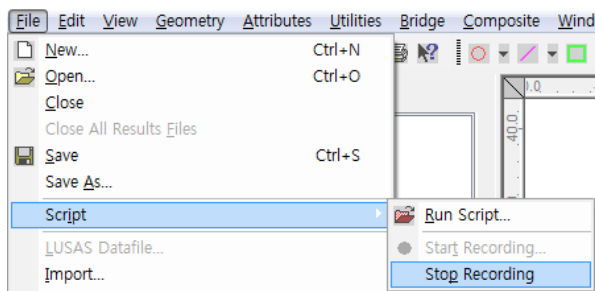 File Edit View Geometry Attributes Utilities Bridge Composite Wind
New... Ctrl+N
Open... Ctrl+O
Close
Close All Results Files
Save Ctrl+S
Save As...
Script
Run Script...
LUSAS Datafile...
Start Recording...
Import...
Stop Recording
40.0